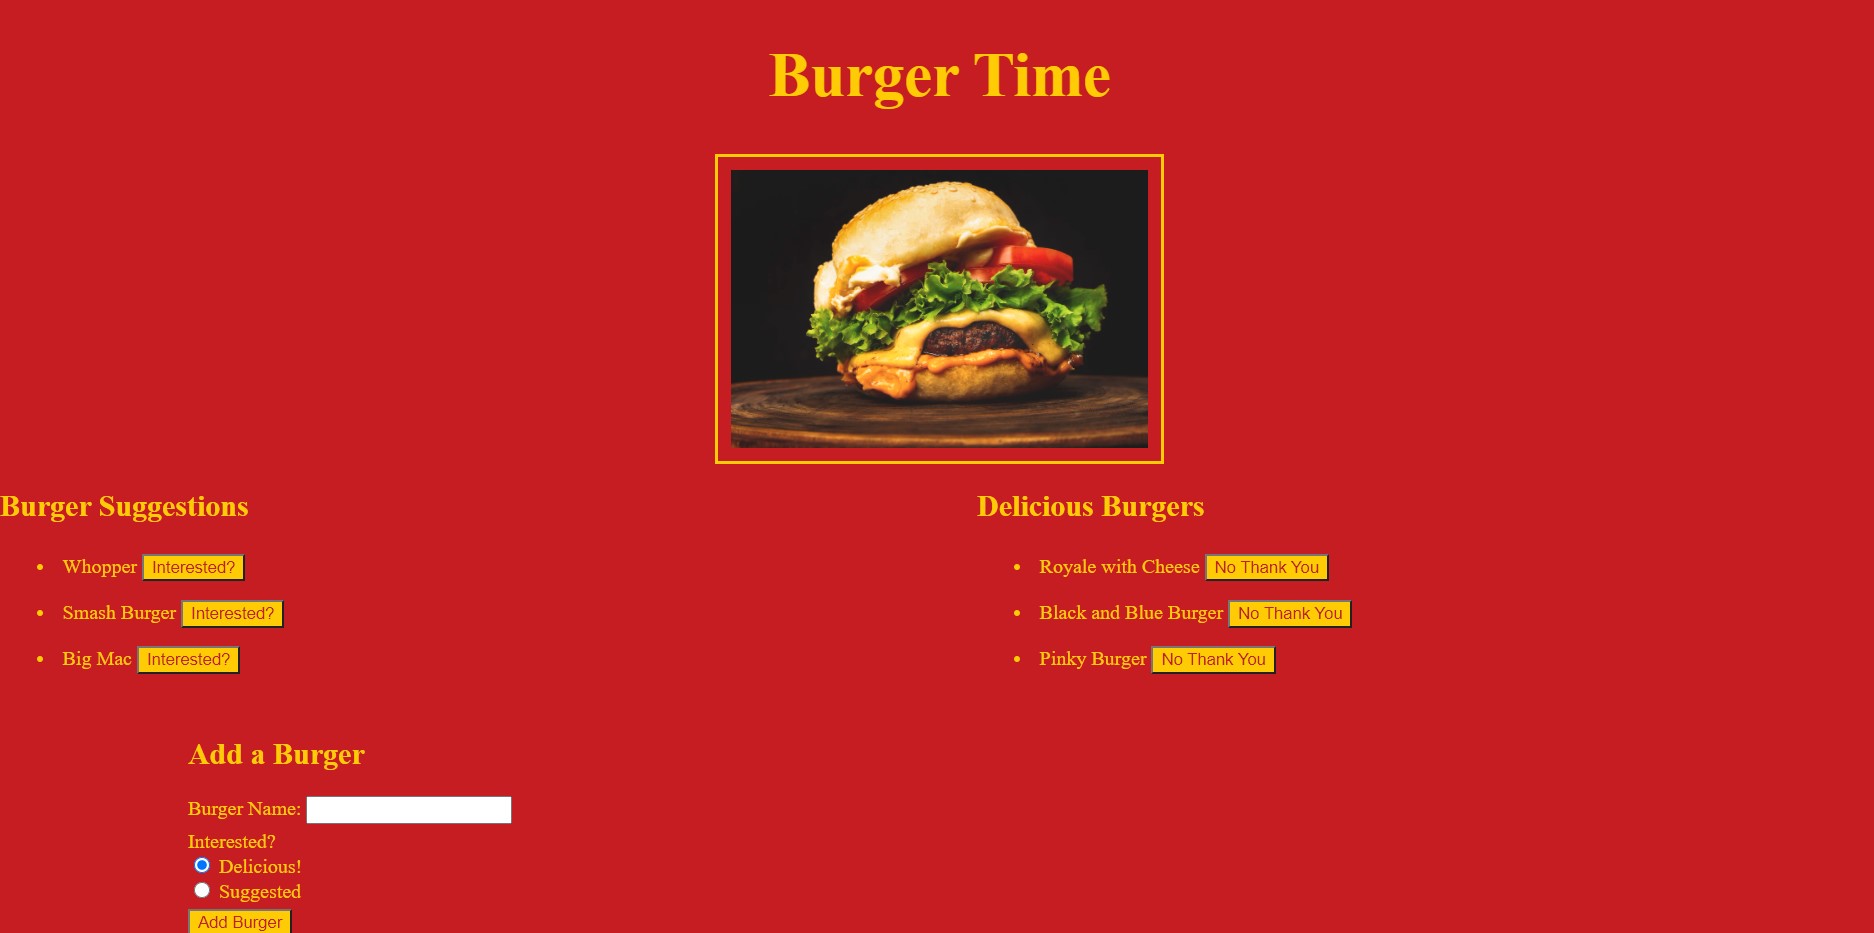 Burger Time
Burger Suggestions
Whopper Interested?
Smash Burger Interested?
Big Mac Interested?
Delicious Burgers
Royale with Cheese No Thank You
Black and Blue Burger No Thank You
Pinky Burger No Thank You
Add a Burger
Burger Name:
Interested?
Delicious!
Suggested
Add Burger